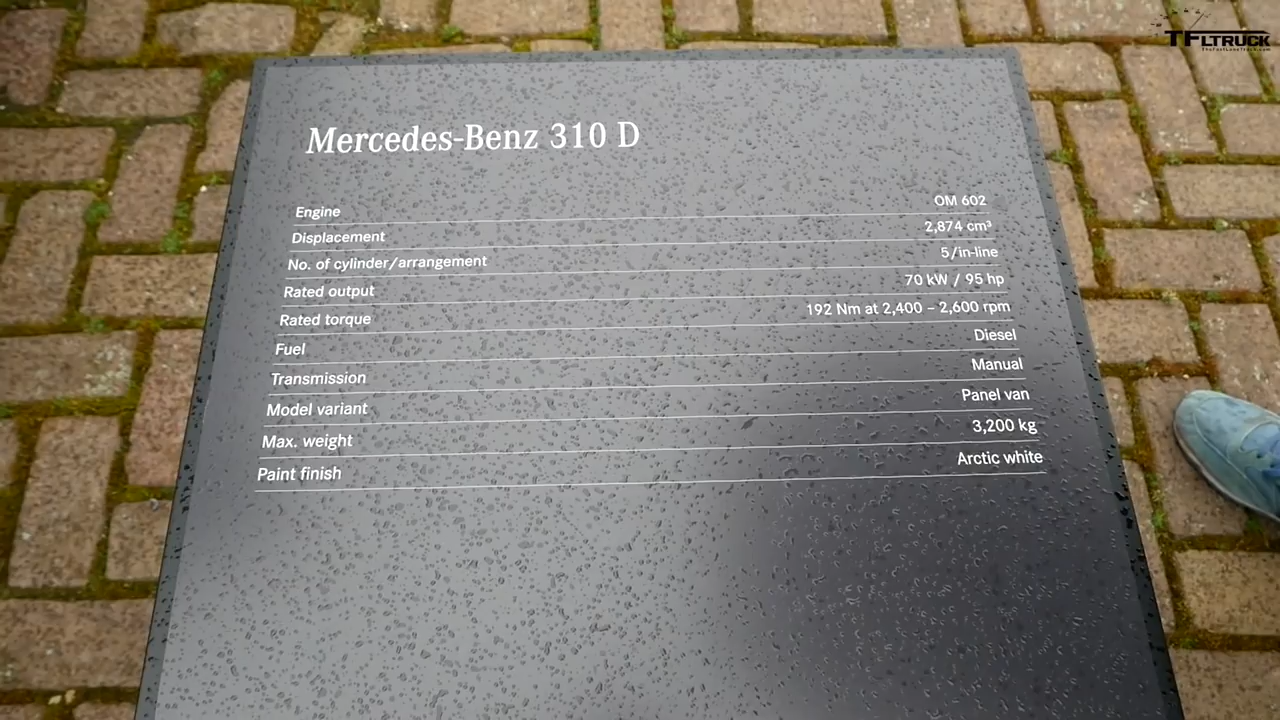 TFLTRUCK
TheFastLaneTruck.com
Mercedes-Benz 310 D
Engine OM 602
Displacement 2,874 cm³
No. of cylinder/arrangement 5/in-line
Rated output 70 kW / 95 hp
Rated torque 192 Nm at 2,400 – 2,600 rpm
Fuel Diesel
Transmission Manual
Model variant Panel van
Max. weight 3,200 kg
Paint finish Arctic white